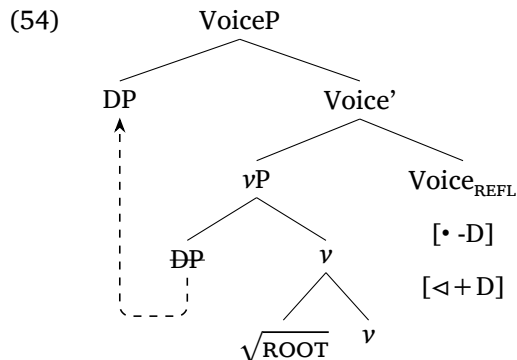 (54) VoiceP
DP Voice’
vP Voice_REFL
[• -D]
DP v [⊲+D]
√ROOT v